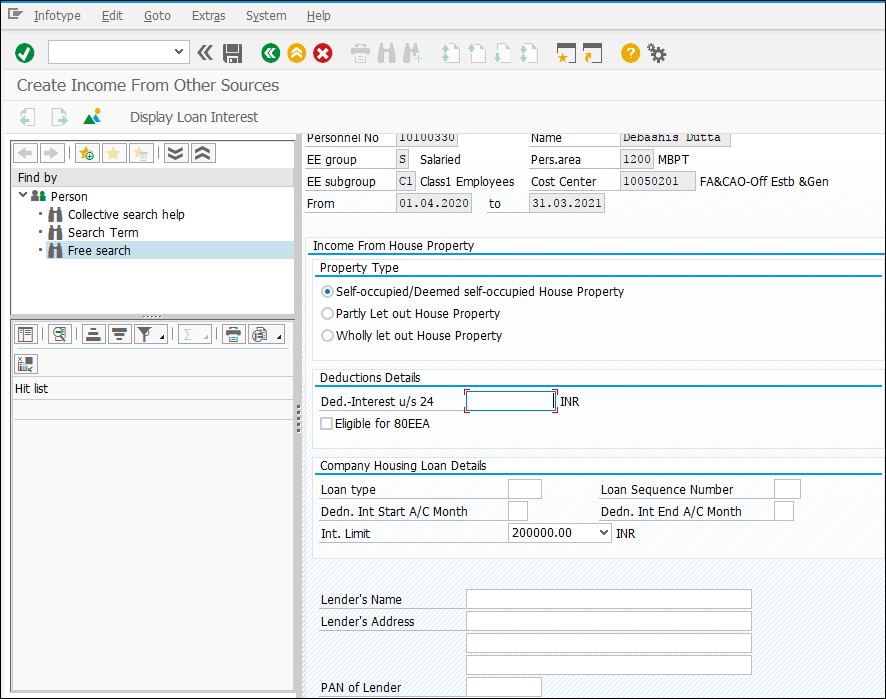 Infotype Edit Goto Extras System Help
Create Income From Other Sources
Display Loan Interest
Personnel No 10100330 Name Debashis Dutta
EE group S Salaried Pers.area 1200 MBPT
EE subgroup C1 Class1 Employees Cost Center 10050201 FA&CAO-Off Estb &Gen
From 01.04.2020 to 31.03.2021
Find by
Person
Collective search help
Search Term
Free search
Hit list
Income From House Property
Property Type
Self-occupied/Deemed self-occupied House Property
Partly Let out House Property
Wholly let out House Property
Deductions Details
Ded.-Interest u/s 24 INR
Eligible for 80EEA
Company Housing Loan Details
Loan type Loan Sequence Number
Dedn. Int Start A/C Month Dedn. Int End A/C Month
Int. Limit 200000.00 INR
Lender's Name
Lender's Address
PAN of Lender